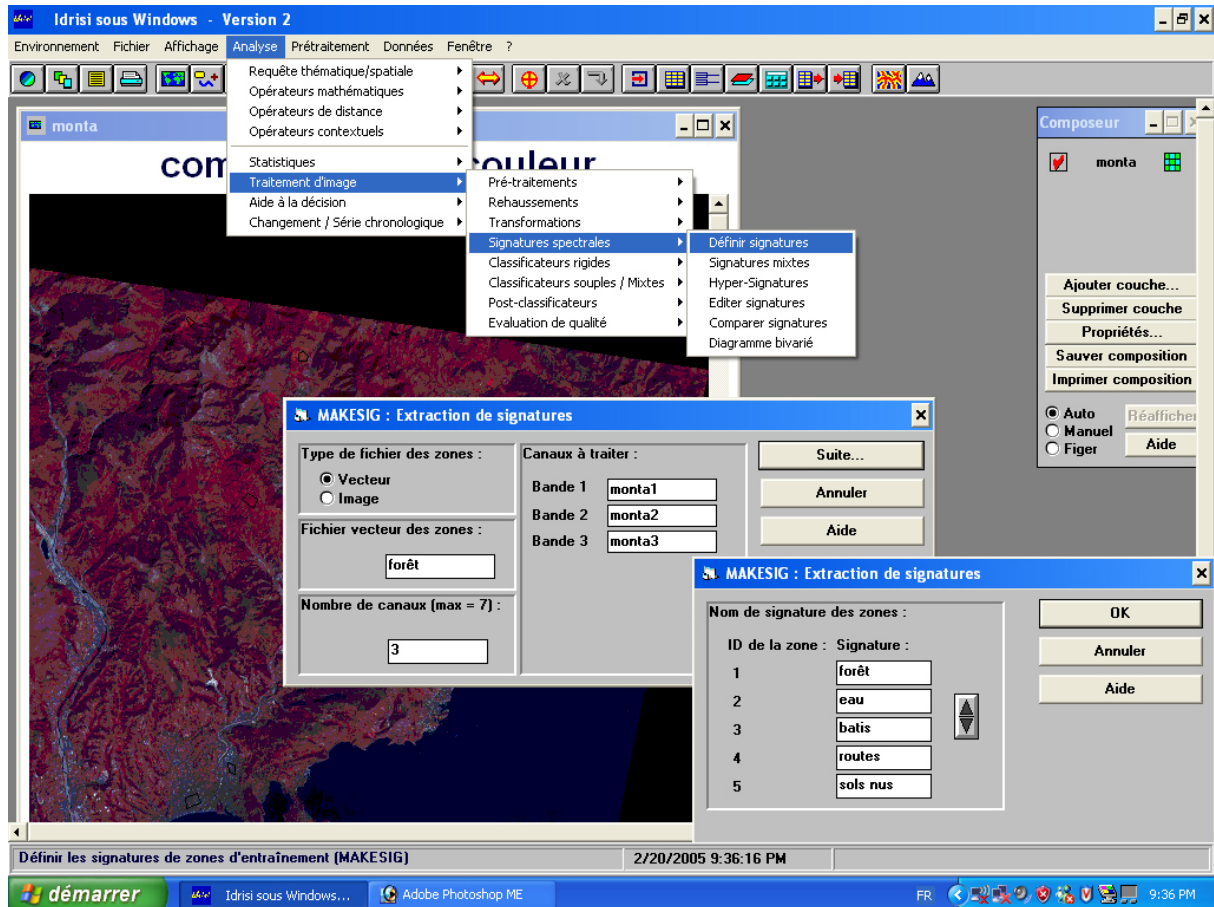 Idrisi sous Windows - Version 2
Environnement Fichier Affichage Analyse Prétraitement Données Fenêtre ?
Requête thématique/spatiale
Opérateurs mathématiques
Opérateurs de distance
Opérateurs contextuels
Statistiques
Traitement d'image
Aide à la décision
Changement / Série chronologique
Pré-traitements
Rehaussements
Transformations
Signatures spectrales
Classificateurs rigides
Classificateurs souples / Mixtes
Post-classificateurs
Evaluation de qualité
Définir signatures
Signatures mixtes
Hyper-Signatures
Editer signatures
Comparer signatures
Diagramme bivarié
monta
com couleur
Composeur
monta
Ajouter couche...
Supprimer couche
Propriétés...
Sauver composition
Imprimer composition
Auto
Manuel
Figer
Réafficher
Aide
MAKESIG : Extraction de signatures
Type de fichier des zones :
Vecteur
Image
Fichier vecteur des zones :
forêt
Nombre de canaux (max = 7) :
3
Canaux à traiter :
Bande 1 monta1
Bande 2 monta2
Bande 3 monta3
Suite...
Annuler
Aide
MAKESIG : Extraction de signatures
Nom de signature des zones :
ID de la zone : Signature :
1 forêt
2 eau
3 batis
4 routes
5 sols nus
OK
Annuler
Aide
Définir les signatures de zones d'entraînement (MAKESIG) 2/20/2005 9:36:16 PM
démarrer Idrisi sous Windows... Adobe Photoshop ME FR 9:36 PM